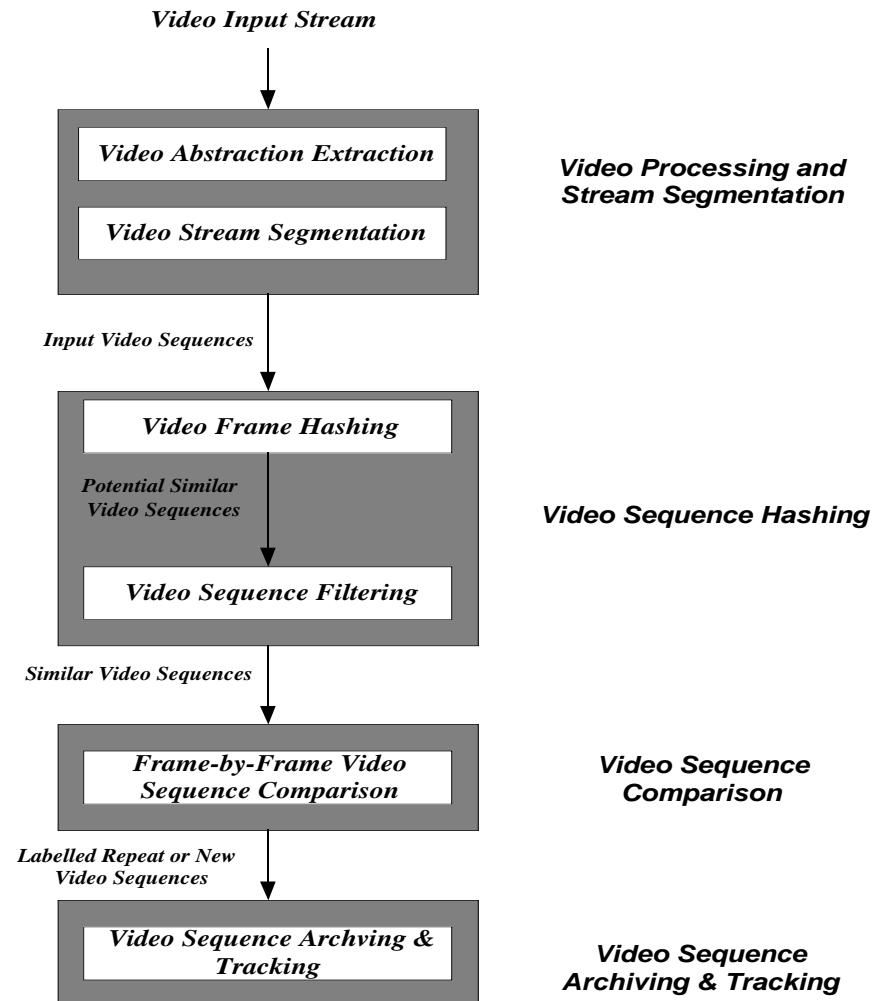 Video Input Stream
Video Abstraction Extraction
Video Processing and
Stream Segmentation
Video Stream Segmentation
Input Video Sequences
Video Frame Hashing
Potential Similar
Video Sequences
Video Sequence Hashing
Video Sequence Filtering
Similar Video Sequences
Frame-by-Frame Video
Sequence Comparison
Video Sequence
Comparison
Labelled Repeat or New
Video Sequences
Video Sequence Archving &
Tracking
Video Sequence
Archiving & Tracking